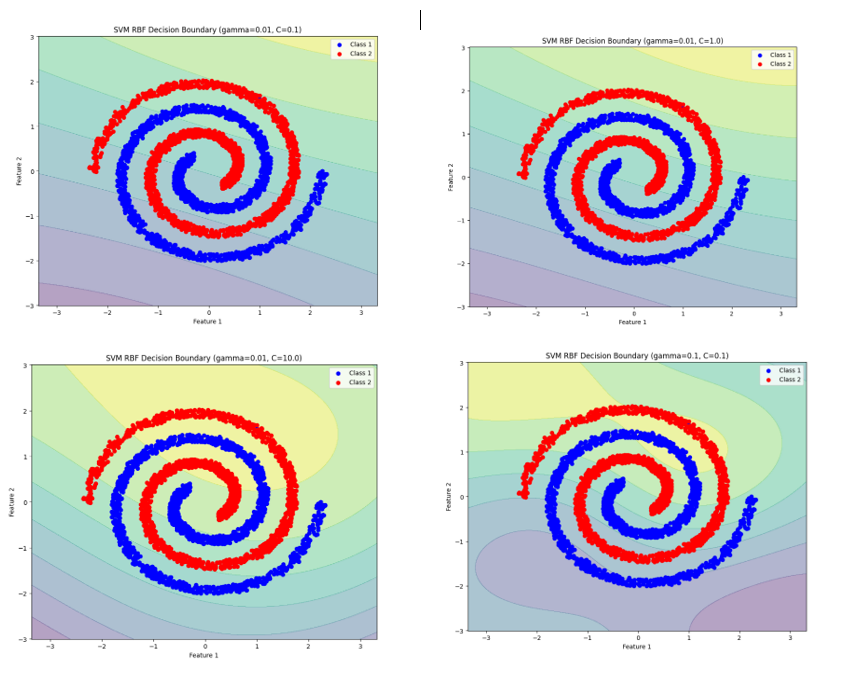 SVM RBF Decision Boundary (gamma=0.01, C=0.1)
Class 1
Class 2
3
2
1
0
−1
−2
−3
Feature 2
−3 −2 −1 0 1 2 3
Feature 1
SVM RBF Decision Boundary (gamma=0.01, C=1.0)
Class 1
Class 2
3
2
1
0
−1
−2
−3
Feature 2
−3 −2 −1 0 1 2 3
Feature 1
SVM RBF Decision Boundary (gamma=0.01, C=10.0)
Class 1
Class 2
3
2
1
0
−1
−2
−3
Feature 2
−3 −2 −1 0 1 2 3
Feature 1
SVM RBF Decision Boundary (gamma=0.1, C=0.1)
Class 1
Class 2
3
2
1
0
−1
−2
−3
Feature 2
−3 −2 −1 0 1 2 3
Feature 1